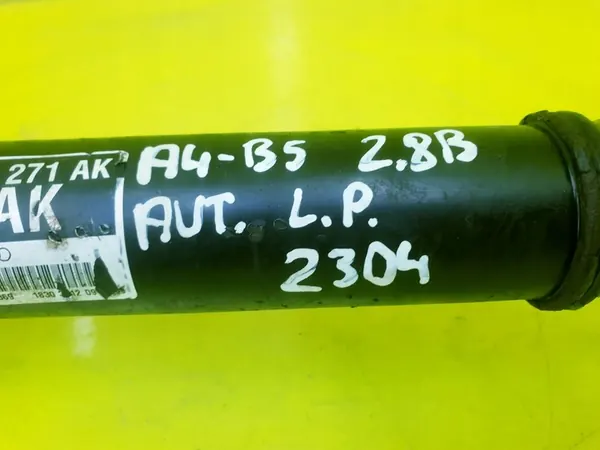 271 AK
AK
A4-B5 2.8B
AUT. L.P.
2304